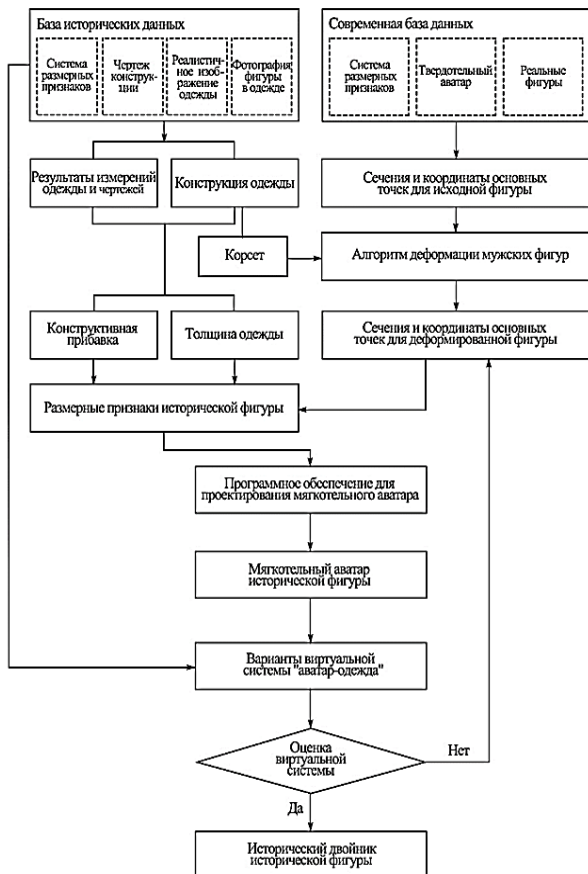 База исторических данных
Система
размерных
признаков
Чертеж
конструк-
ции
Реалистич-
ное изоб-
ражение
одежды
Фотография
фигуры
в одежде
Современная база данных
Система
размерных
признаков
Твердотельный
аватар
Реальные
фигуры
Результаты измерений
одежды и чертежей
Конструкция одежды
Сечения и координаты основных
точек для исходной фигуры
Корсет
Алгоритм деформации мужских фигур
Конструктивная
прибавка
Толщина одежды
Сечения и координаты основных
точек для деформированной фигуры
Размерные признаки исторической фигуры
Программное обеспечение для
проектирования мягкотельного аватара
Мягкотельный аватар
исторической фигуры
Варианты виртуальной
системы "аватар-одежда"
Оценка
виртуальной
системы
Нет
Да
Исторический двойник
исторической фигуры